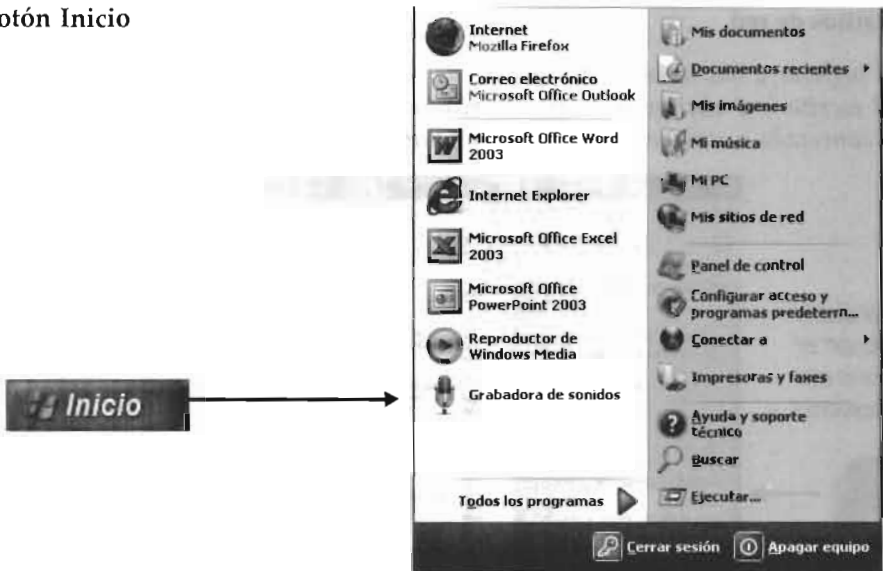 otón Inicio
Internet
Mozilla Firefox
Correo electrónico
Microsoft Office Outlook
Microsoft Office Word
2003
Internet Explorer
Microsoft Office Excel
2003
Microsoft Office
PowerPoint 2003
Reproductor de
Windows Media
Grabadora de sonidos
Todos los programas
Mis documentos
Documentos recientes
Mis imágenes
Mi música
Mi PC
Mis sitios de red
Panel de control
Configurar acceso y
programas predeterm...
Conectar a
Impresoras y faxes
Ayuda y soporte
técnico
Buscar
Ejecutar...
Cerrar sesión
Apagar equipo
Inicio